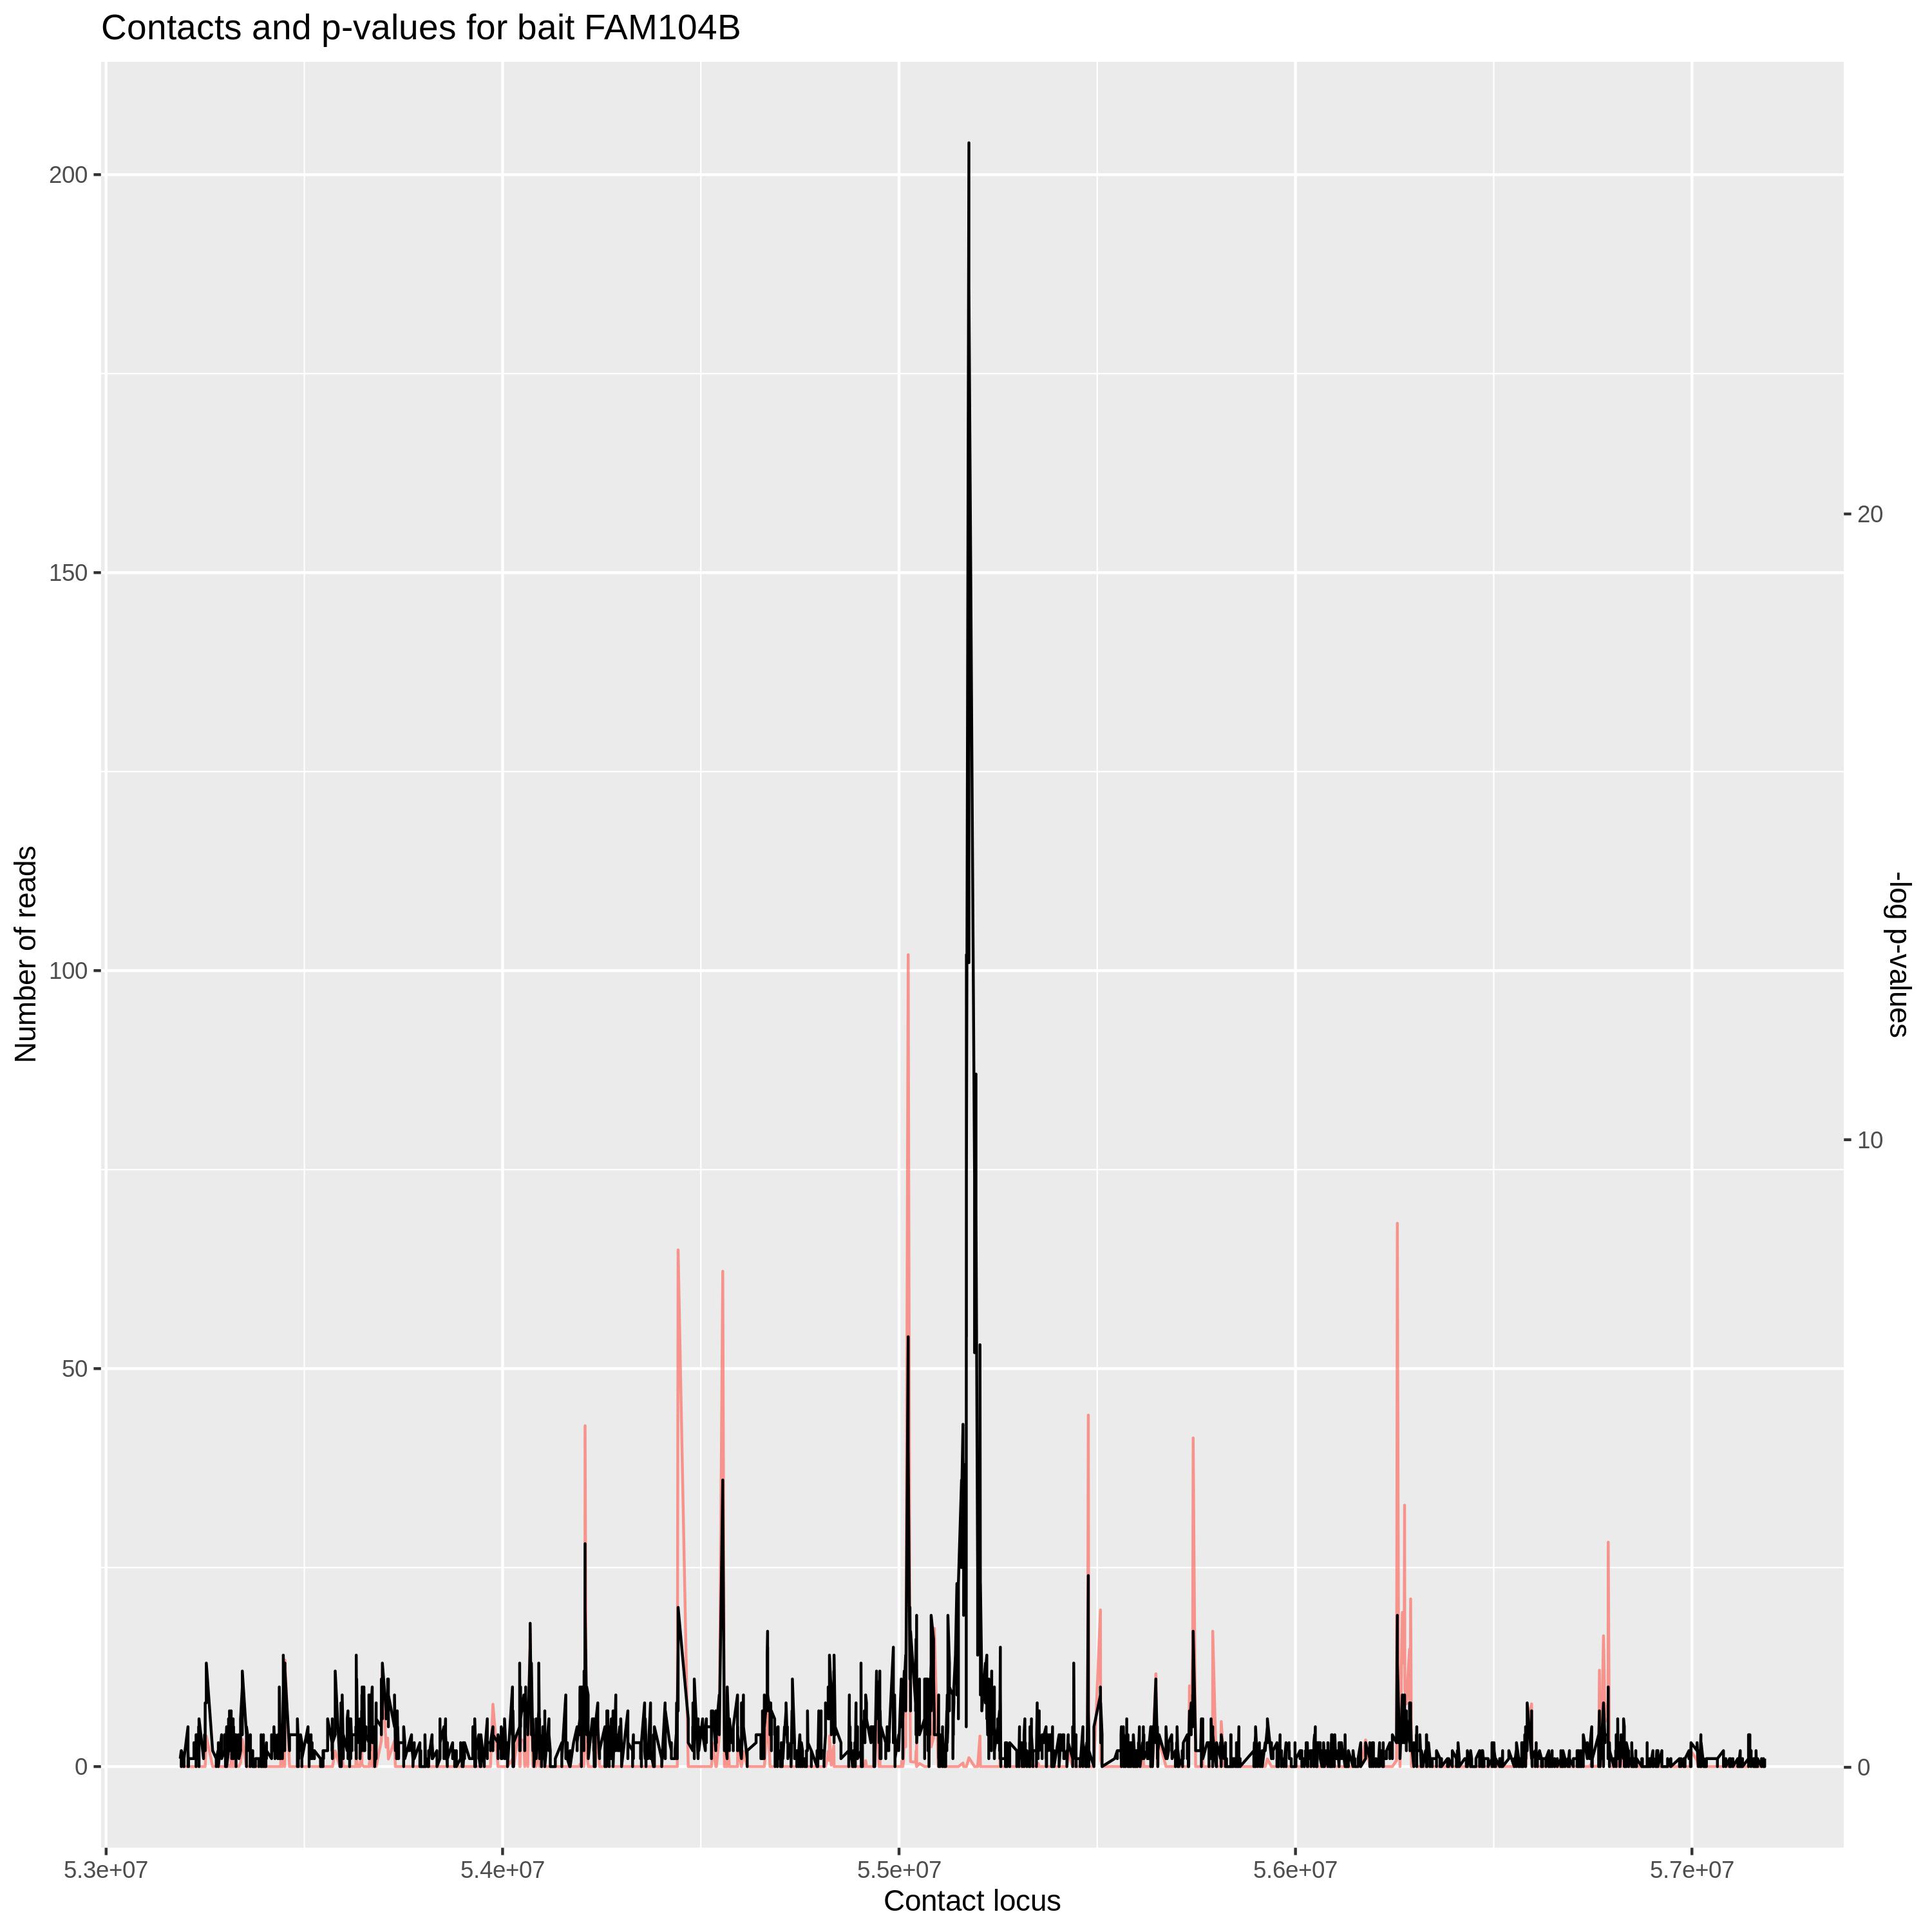 Contacts and p-values for bait FAM104B
200
150
100
50
0
Number of reads
20
10
0
-log p-values
5.3e+07
5.4e+07
5.5e+07
5.6e+07
5.7e+07
Contact locus